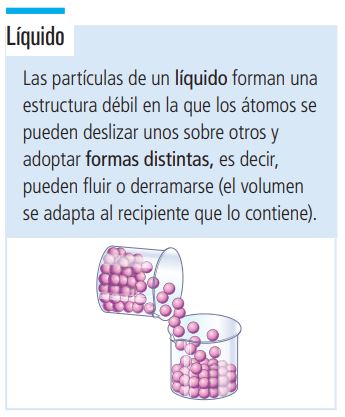 Líquido
Las partículas de un líquido forman una
estructura débil en la que los átomos se
pueden deslizar unos sobre otros y
adoptar formas distintas, es decir,
pueden fluir o derramarse (el volumen
se adapta al recipiente que lo contiene).